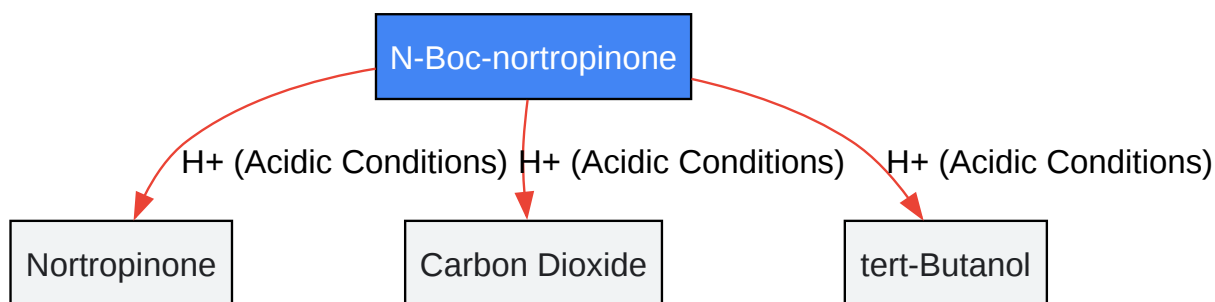 N-Boc-nortropinone
H+ (Acidic Conditions)
H+ (Acidic Conditions)
H+ (Acidic Conditions)
Nortropinone
Carbon Dioxide
tert-Butanol